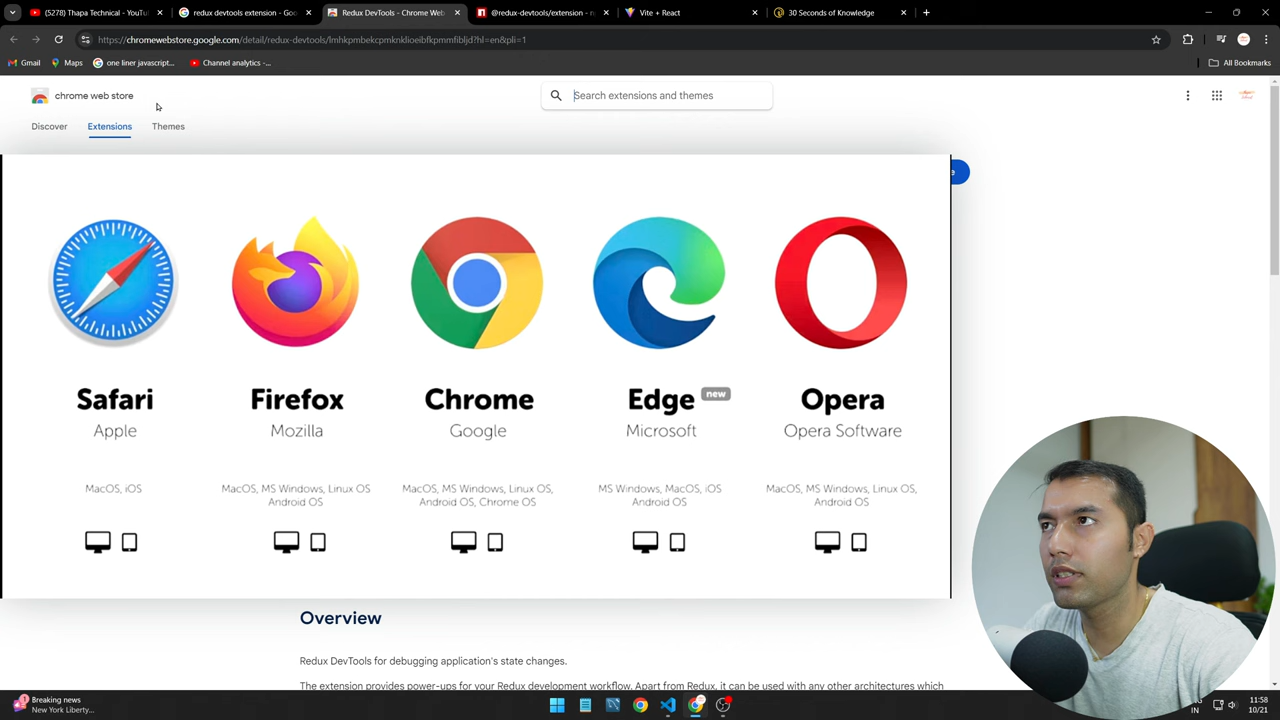 (5278) Thapa Technical - YouTu
redux devtools extension - Goo
Redux DevTools - Chrome Web
@redux-devtools/extension - n
Vite + React
30 Seconds of Knowledge
https://chromewebstore.google.com/detail/redux-devtools/lmhkpmbekcpmknklioeibfkpmmfibljd?hl=en&pli=1
Gmail
Maps
one liner javascript...
Channel analytics -...
All Bookmarks
chrome web store
Search extensions and themes
Discover
Extensions
Themes
Safari
Firefox
Chrome
Edge new
Opera
Apple
Mozilla
Google
Microsoft
Opera Software
MacOS, iOS
MacOS, MS Windows, Linux OS
Android OS
MacOS, MS Windows, Linux OS,
Android OS, Chrome OS
MS Windows, MacOS, iOS
Android OS
MacOS, MS Windows, Linux OS,
Android OS
Overview
Redux DevTools for debugging application's state changes.
The extension provides power-ups for your Redux development workflow. Apart from Redux, it can be used with any other architectures which
1
Breaking news
New York Liberty...
IN
11:58
10/21